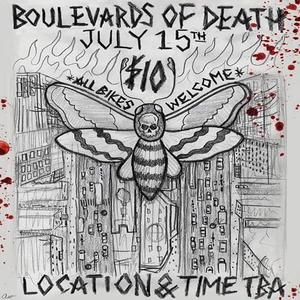 BOULEVARDS OF DEATH
JULY 15TH
($10)
*ALL BIKES WELCOME*
LOCATION & TIME TBA